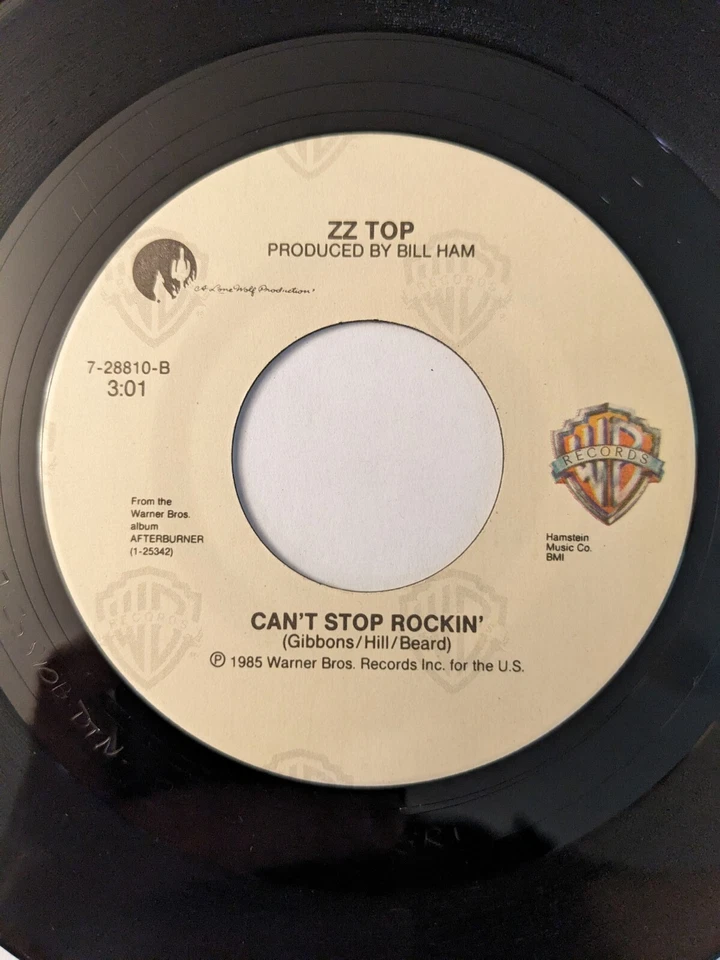 ZZ TOP
PRODUCED BY BILL HAM
A Lone Wolf Production
7-28810-B
3:01
WB
RECORDS
From the
Warner Bros.
album
AFTERBURNER
(1-25342)
Hamstein
Music Co.
BMI
CAN'T STOP ROCKIN'
(Gibbons/Hill/Beard)
Ⓟ 1985 Warner Bros. Records Inc. for the U.S.